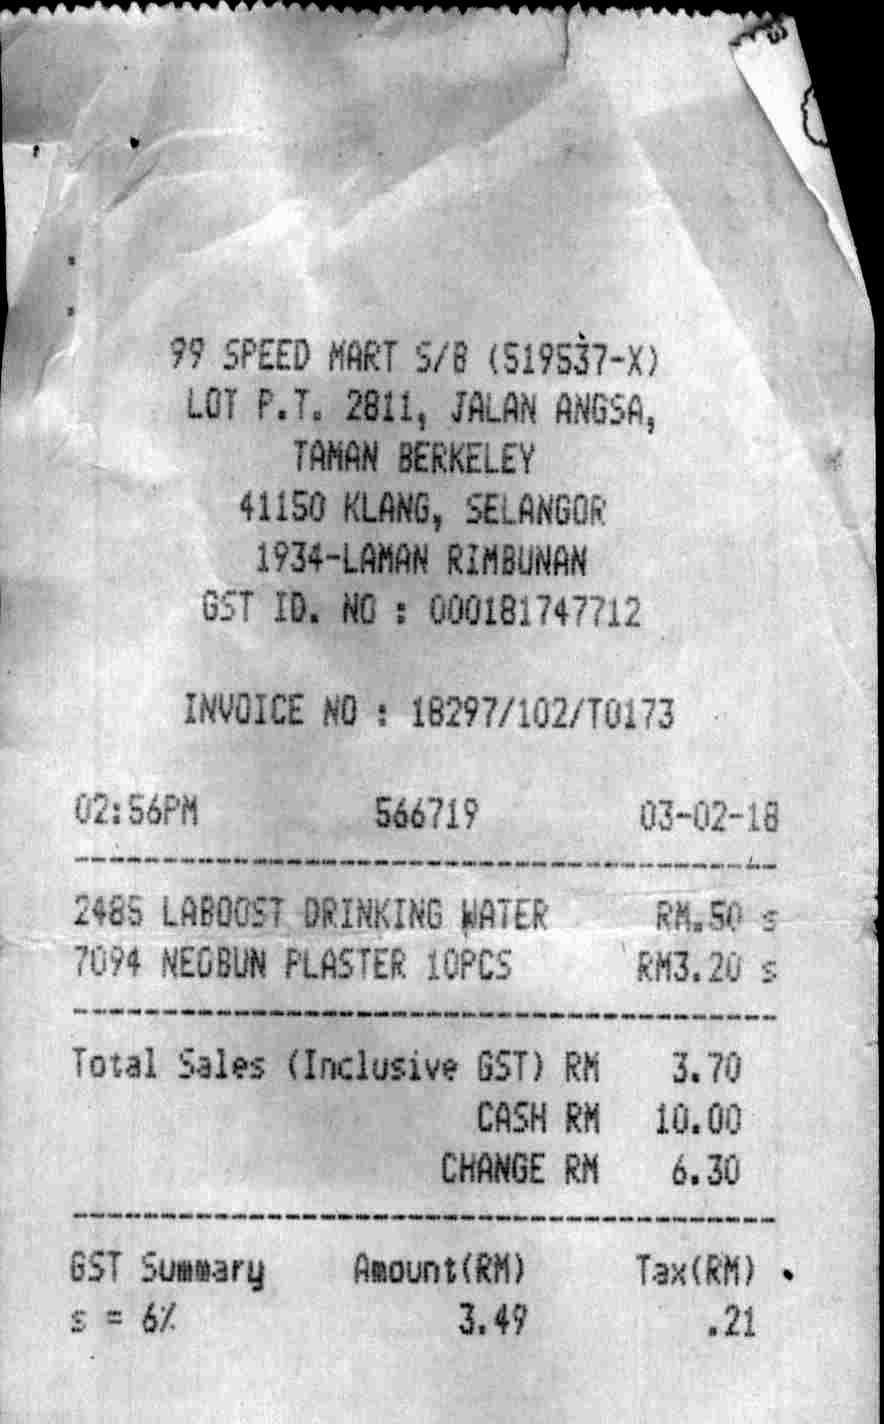 99 SPEED MART S/B (519537-X)
LOT P.T. 2811, JALAN ANGSA,
TAMAN BERKELEY
41150 KLANG, SELANGOR
1934-LAMAN RIMBUNAN
GST ID. NO : 000181747712
INVOICE NO : 18297/102/T0173
02:56PM 566719 03-02-18
2485 LABOOST DRINKING WATER RM.50 s
7094 NEOBUN PLASTER 10PCS RM3.20 s
Total Sales (Inclusive GST) RM 3.70
CASH RM 10.00
CHANGE RM 6.30
GST Summary Amount(RM) Tax(RM)
s = 6% 3.49 .21